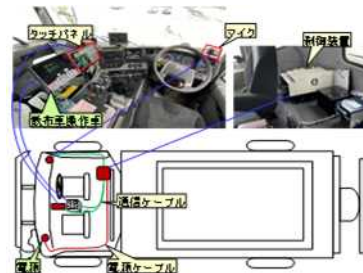 タッチパネル
マイク
制御装置
散布車操作車
通信ケーブル
電源
電源ケーブル